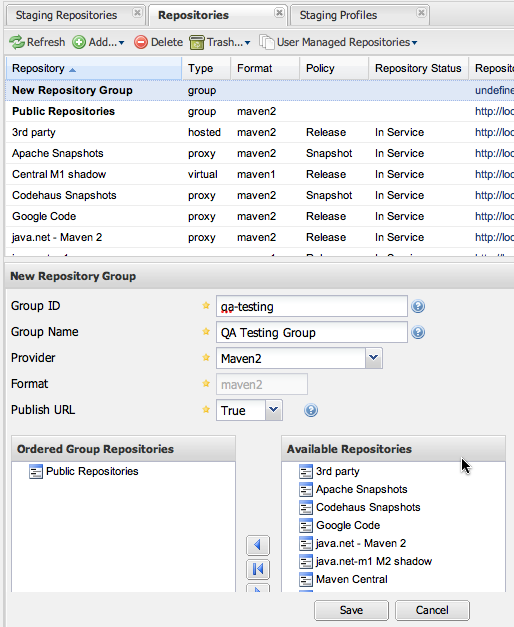 Staging Repositories Repositories Staging Profiles
Refresh Add... Delete Trash... User Managed Repositories
Repository Type Format Policy Repository Status Reposito
New Repository Group group undefine
Public Repositories group maven2 http://loc
3rd party hosted maven2 Release In Service http://loc
Apache Snapshots proxy maven2 Snapshot In Service http://loc
Central M1 shadow virtual maven1 Release In Service http://loc
Codehaus Snapshots proxy maven2 Snapshot In Service http://loc
Google Code proxy maven2 Release In Service http://loc
java.net - Maven 2 proxy maven2 Release In Service http://loc
New Repository Group
Group ID qa-testing
Group Name QA Testing Group
Provider Maven2
Format maven2
Publish URL True
Ordered Group Repositories Available Repositories
Public Repositories 3rd party
Apache Snapshots
Codehaus Snapshots
Google Code
java.net - Maven 2
java.net-m1 M2 shadow
Maven Central
Save Cancel